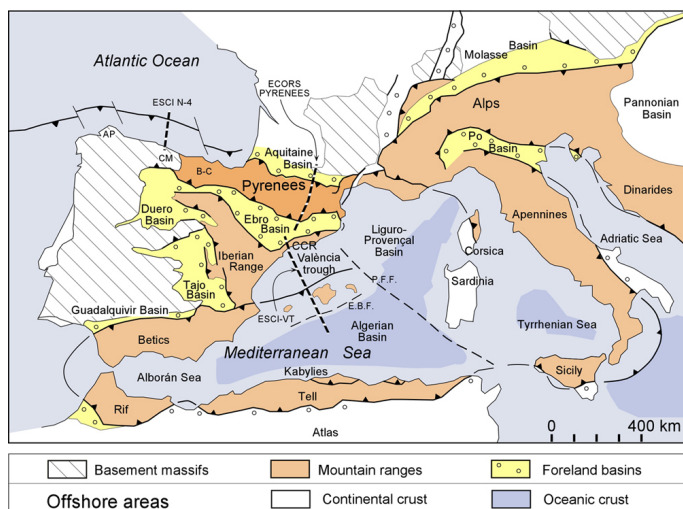 Atlantic Ocean
ESCI N-4
ECORS
PYRENEES
Molasse Basin
Alps
Pannonian
Basin
AP
CM
B-C
Aquitaine
Basin
Po
Basin
Pyrenees
Duero
Basin
Ebro
Basin
Dinarides
Iberian
Range
CCR
València
trough
Liguro-
Provençal
Basin
Corsica
Apennines
Adriatic Sea
Tajo
Basin
P.F.F.
Sardinia
Guadalquivir Basin
ESCI-VT
E.B.F.
Tyrrhenian Sea
Betics
Algerian
Basin
Mediterranean Sea
Alborán Sea
Kabylies
Sicily
Rif
Tell
Atlas
0 400 km
Basement massifs
Mountain ranges
Foreland basins
Offshore areas
Continental crust
Oceanic crust